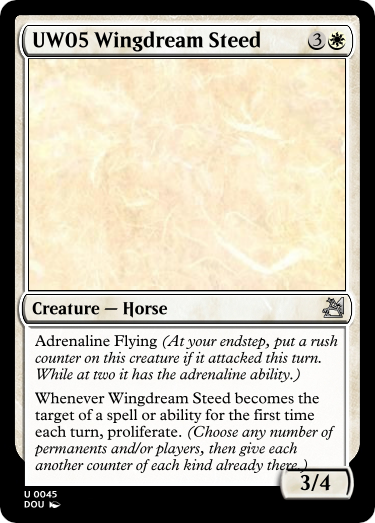 UW05 Wingdream Steed 3
Creature — Horse
Adrenaline Flying (At your endstep, put a rush
counter on this creature if it attacked this turn.
While at two it has the adrenaline ability.)
Whenever Wingdream Steed becomes the
target of a spell or ability for the first time
each turn, proliferate. (Choose any number of
permanents and/or players, then give each
another counter of each kind already there.)
3/4
U 0045
DOU